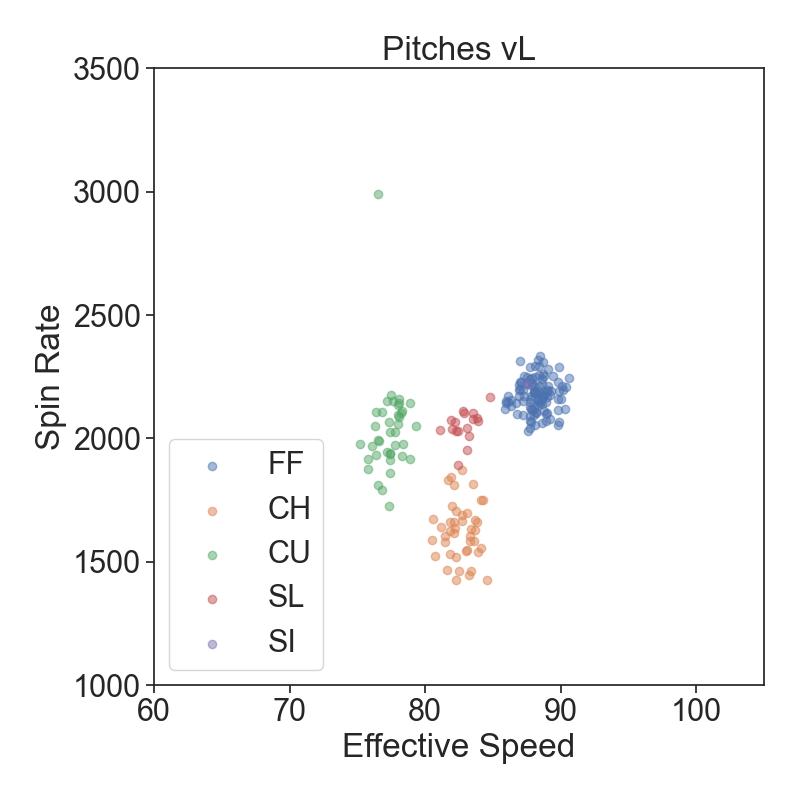 Pitches vL
3500
3000
2500
2000
1500
1000
Spin Rate
FF
CH
CU
SL
SI
60 70 80 90 100
Effective Speed